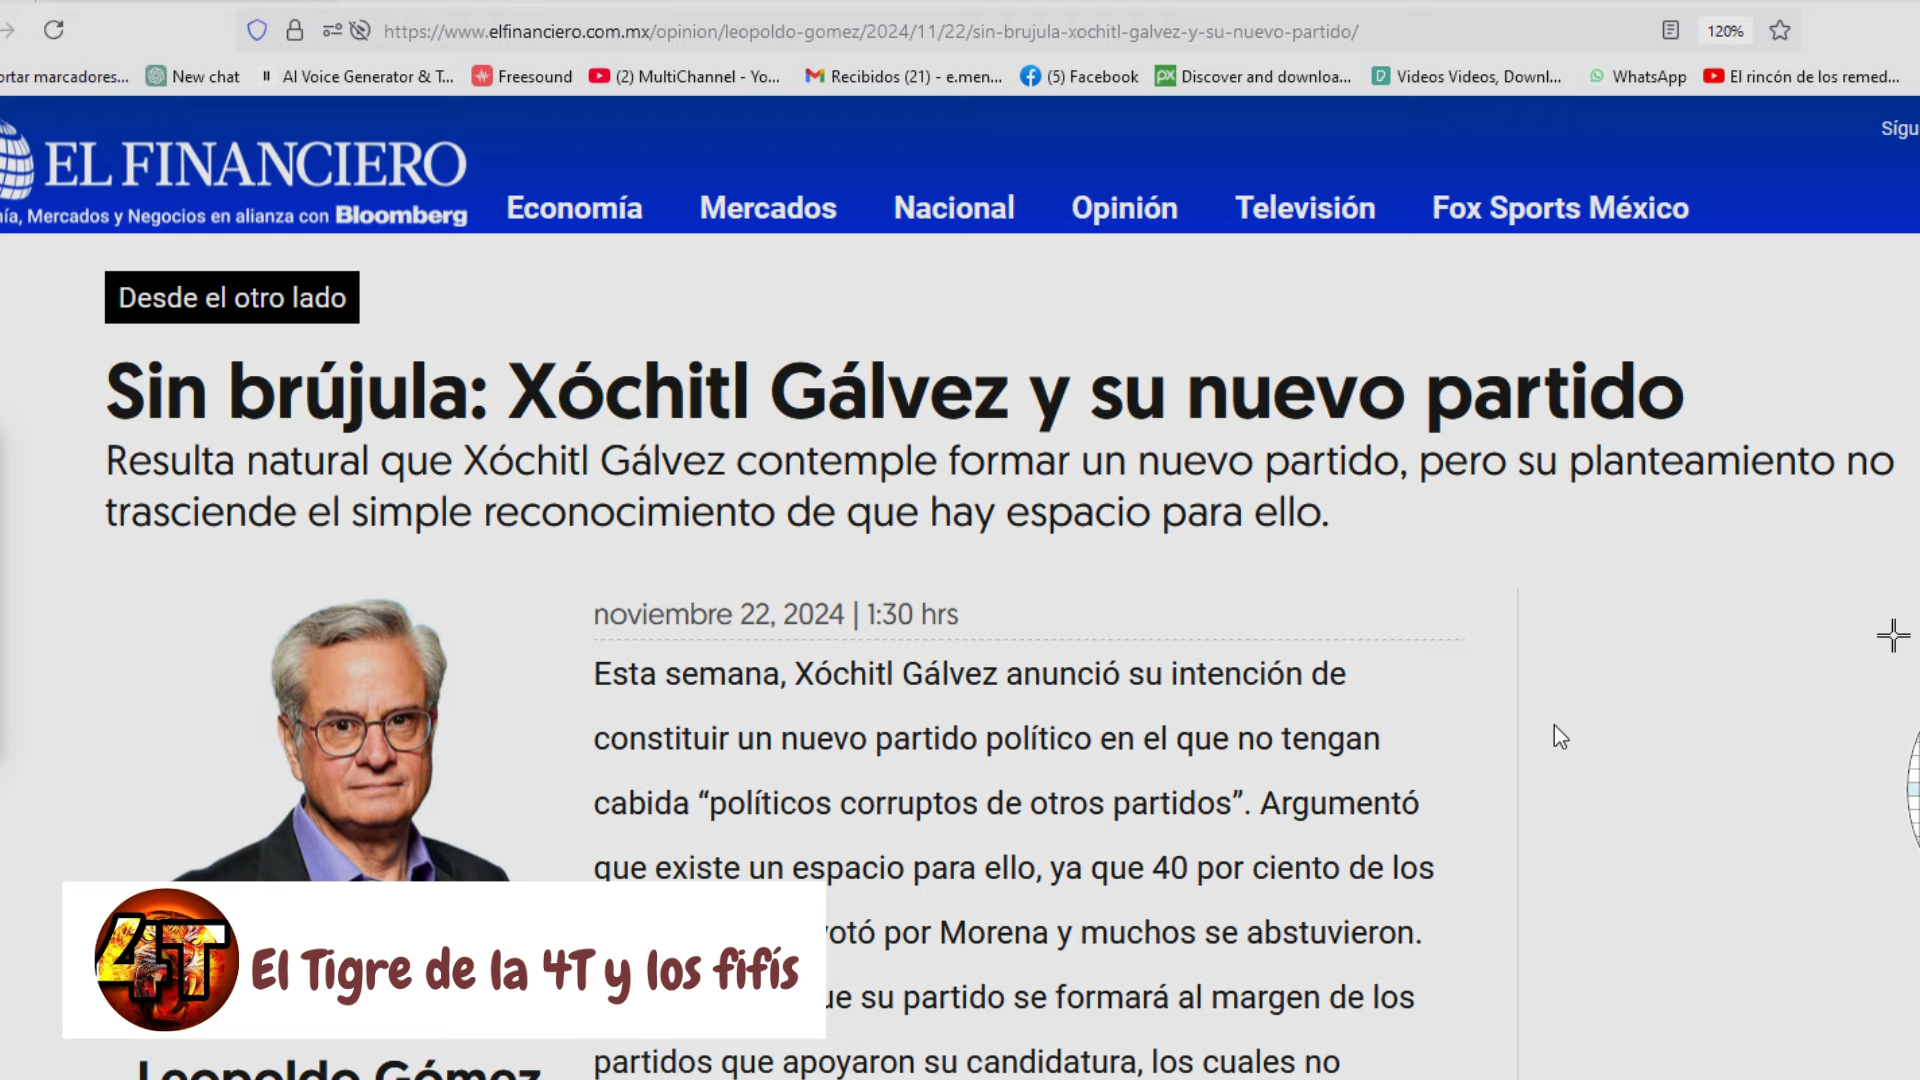 https://www.elfinanciero.com.mx/opinion/leopoldo-gomez/2024/11/22/sin-brujula-xochitl-galvez-y-su-nuevo-partido/
120%
ortar marcadores...
New chat
AI Voice Generator & T...
Freesound
(2) MultiChannel - Yo...
Recibidos (21) - e.men...
(5) Facebook
Discover and downloa...
Videos Videos, Downl...
WhatsApp
El rincón de los remed...
Sígu
EL FINANCIERO
ía, Mercados y Negocios en alianza con Bloomberg
Economía
Mercados
Nacional
Opinión
Televisión
Fox Sports México
Desde el otro lado
Sin brújula: Xóchitl Gálvez y su nuevo partido
Resulta natural que Xóchitl Gálvez contemple formar un nuevo partido, pero su planteamiento no
trasciende el simple reconocimiento de que hay espacio para ello.
noviembre 22, 2024 | 1:30 hrs
Esta semana, Xóchitl Gálvez anunció su intención de
constituir un nuevo partido político en el que no tengan
cabida “políticos corruptos de otros partidos”. Argumentó
que existe un espacio para ello, ya que 40 por ciento de los
votó por Morena y muchos se abstuvieron.
ue su partido se formará al margen de los
partidos que apoyaron su candidatura, los cuales no
4T
El Tigre de la 4T y los fifís
Leopoldo Gómez